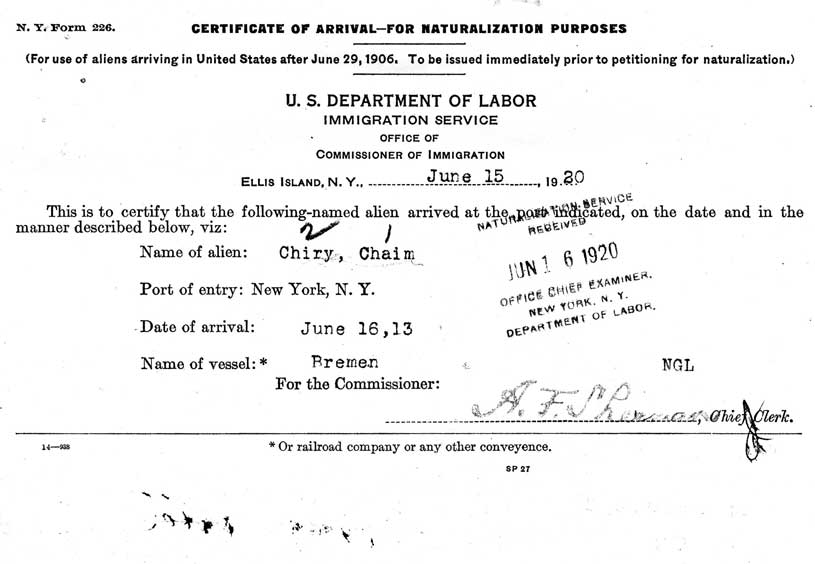 N. Y. Form 226.
CERTIFICATE OF ARRIVAL—FOR NATURALIZATION PURPOSES
(For use of aliens arriving in United States after June 29, 1906. To be issued immediately prior to petitioning for naturalization.)
U. S. DEPARTMENT OF LABOR
IMMIGRATION SERVICE
OFFICE OF
COMMISSIONER OF IMMIGRATION
ELLIS ISLAND, N. Y., June 15, 1920
This is to certify that the following-named alien arrived at the port indicated, on the date and in the
manner described below, viz:
2 1
Name of alien: Chiry, Chaim
Port of entry: New York, N. Y.
Date of arrival: June 16,13
Name of vessel:* Bremen NGL
For the Commissioner:
A. F. Sherman, Chief Clerk.
NATURALIZATION SERVICE
RECEIVED
JUN 16 1920
OFFICE CHIEF EXAMINER.
NEW YORK, N. Y.
DEPARTMENT OF LABOR.
14—938
* Or railroad company or any other conveyence.
SP 27